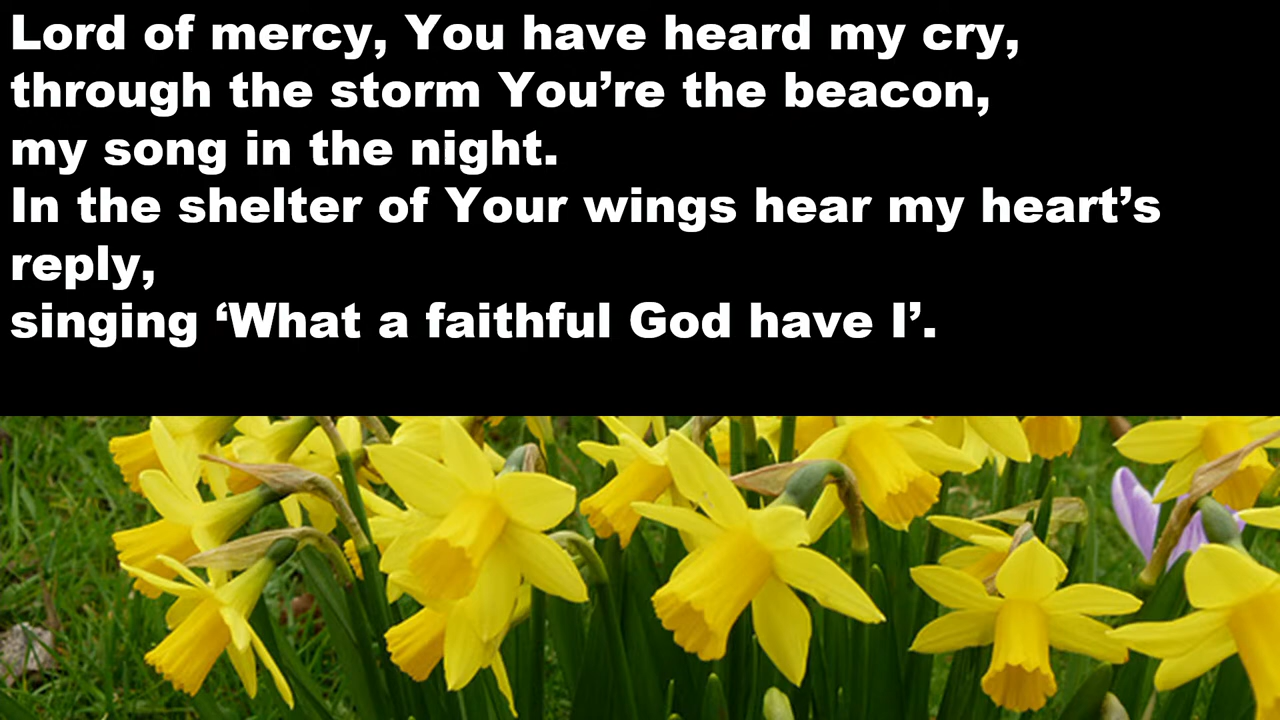 Lord of mercy, You have heard my cry,
through the storm You’re the beacon,
my song in the night.
In the shelter of Your wings hear my heart’s
reply,
singing ‘What a faithful God have I’.